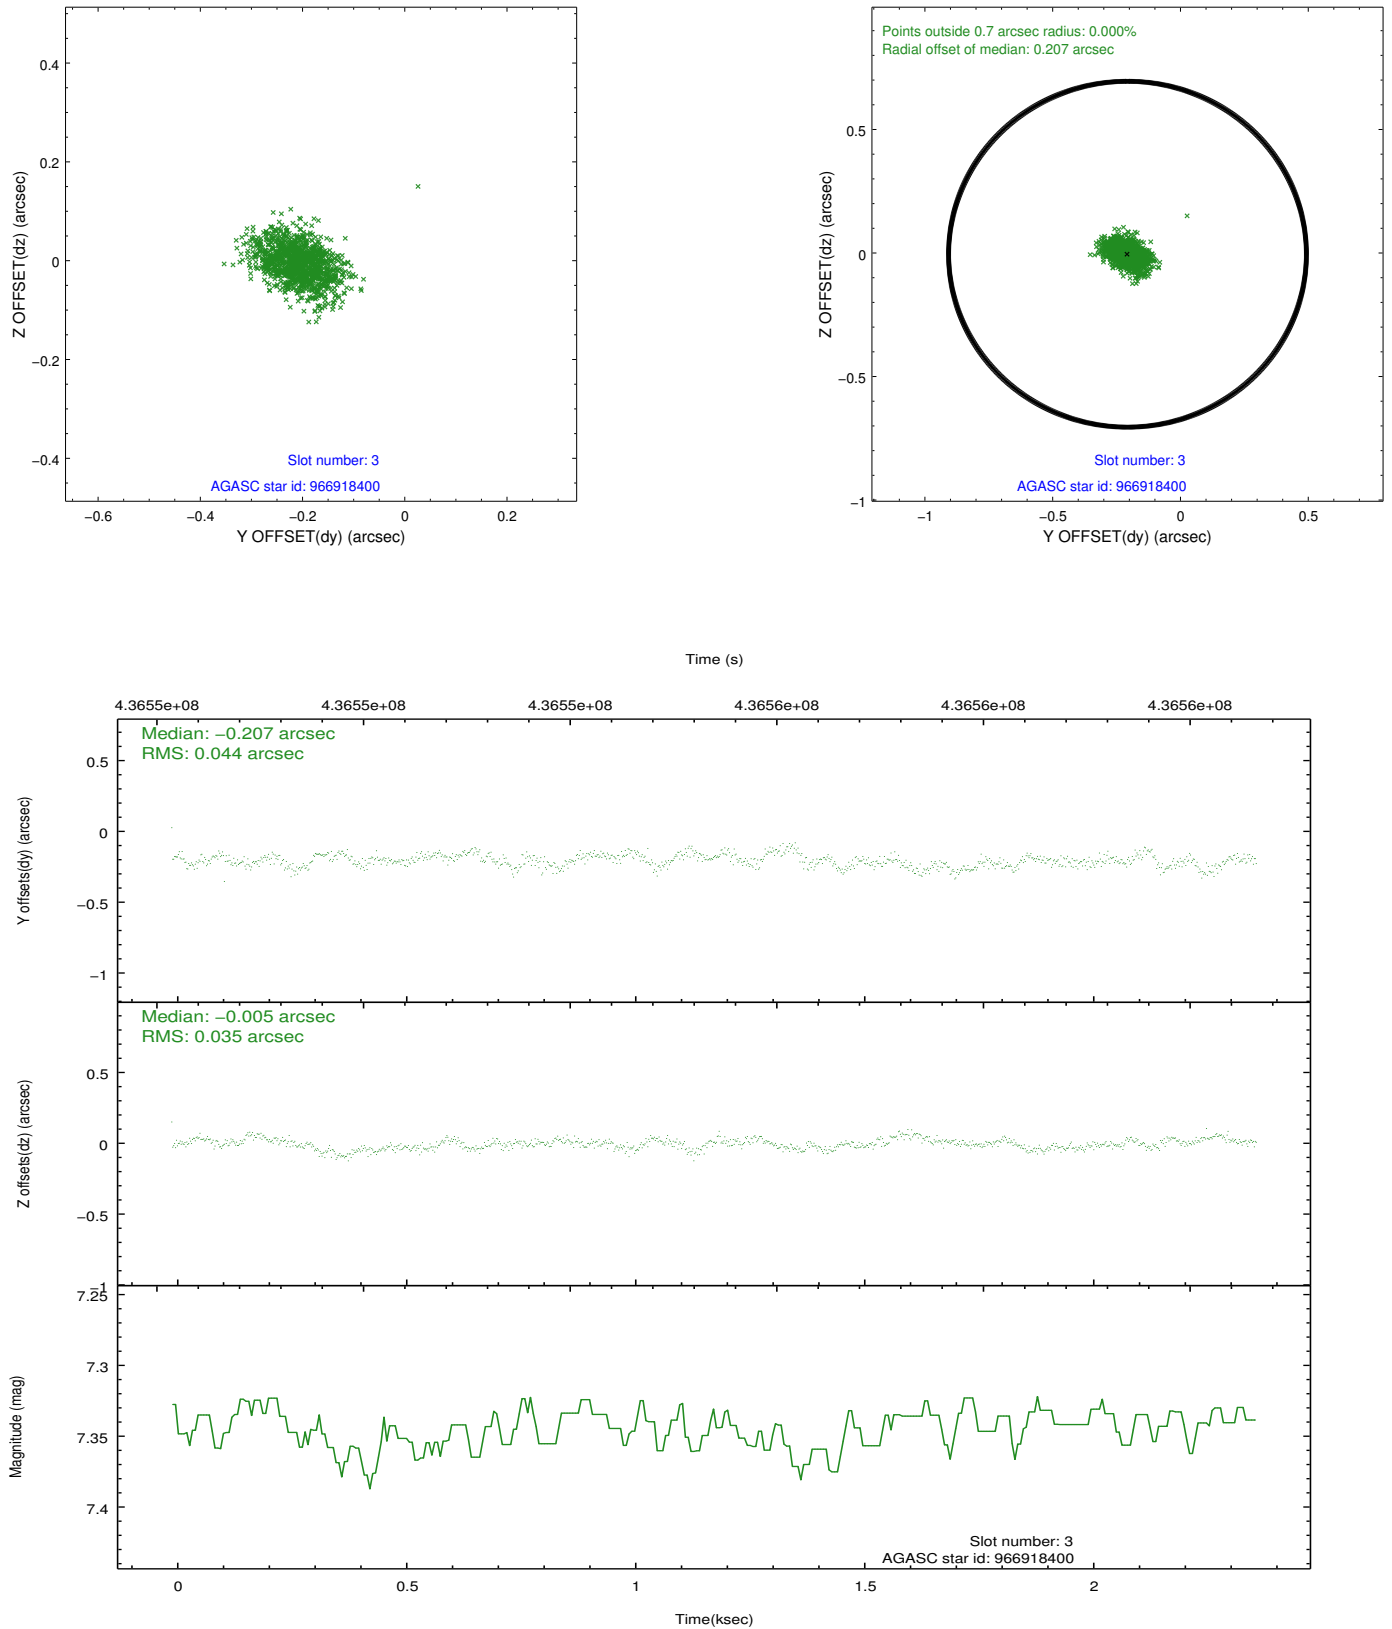 0.4
0.2
0
−0.2
−0.4
Z OFFSET(dz) (arcsec)
Slot number: 3
AGASC star id: 966918400
−0.6
−0.4
−0.2
0
0.2
Y OFFSET(dy) (arcsec)
Points outside 0.7 arcsec radius: 0.000%
Radial offset of median: 0.207 arcsec
0.5
0
−0.5
−1
Z OFFSET(dz) (arcsec)
Slot number: 3
AGASC star id: 966918400
−1
−0.5
0
0.5
Y OFFSET(dy) (arcsec)
Time (s)
4.3655e+08
4.3655e+08
4.3655e+08
4.3656e+08
4.3656e+08
4.3656e+08
Median: −0.207 arcsec
RMS: 0.044 arcsec
0.5
0
−0.5
−1
Y offsets(dy) (arcsec)
Median: −0.005 arcsec
RMS: 0.035 arcsec
0.5
0
−0.5
−1
Z offsets(dz) (arcsec)
7.25
7.3
7.35
7.4
Magnitude (mag)
Slot number: 3
AGASC star id: 966918400
0
0.5
1
1.5
2
Time(ksec)